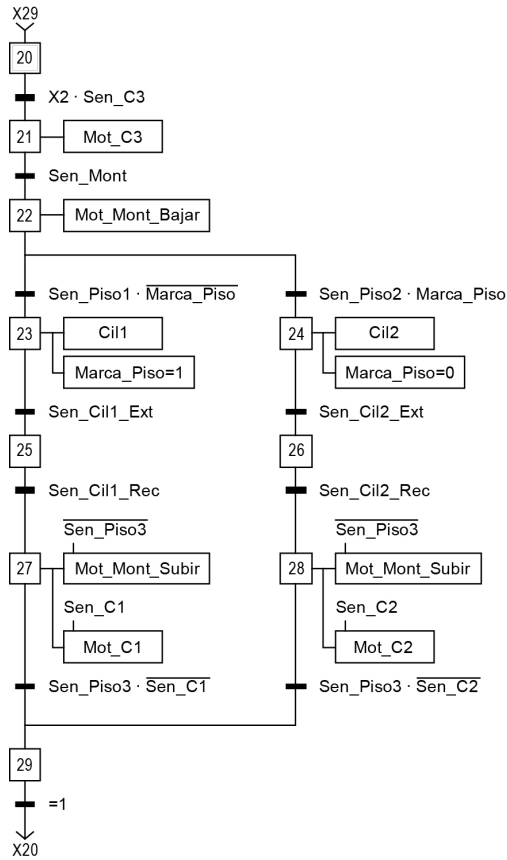 X29
20
X2 · Sen_C3
21 Mot_C3
Sen_Mont
22 Mot_Mont_Bajar
Sen_Piso1 · Marca_Piso
Sen_Piso2 · Marca_Piso
23 Cil1
24 Cil2
Marca_Piso=1
Marca_Piso=0
Sen_Cil1_Ext
Sen_Cil2_Ext
25
26
Sen_Cil1_Rec
Sen_Cil2_Rec
Sen_Piso3
Sen_Piso3
27 Mot_Mont_Subir
28 Mot_Mont_Subir
Sen_C1
Sen_C2
Mot_C1
Mot_C2
Sen_Piso3 · Sen_C1
Sen_Piso3 · Sen_C2
29
=1
X20